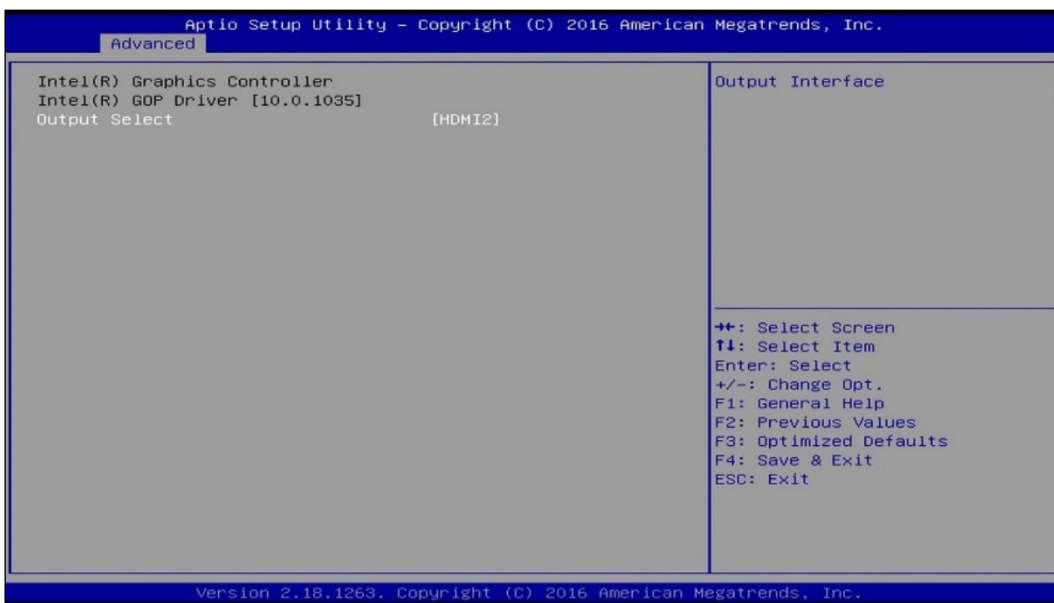 Aptio Setup Utility – Copyright (C) 2016 American Megatrends, Inc.
Advanced
Intel(R) Graphics Controller
Intel(R) GOP Driver [10.0.1035]
Output Select [HDMI2]
Output Interface
→←: Select Screen
↑↓: Select Item
Enter: Select
+/-: Change Opt.
F1: General Help
F2: Previous Values
F3: Optimized Defaults
F4: Save & Exit
ESC: Exit
Version 2.18.1263. Copyright (C) 2016 American Megatrends, Inc.